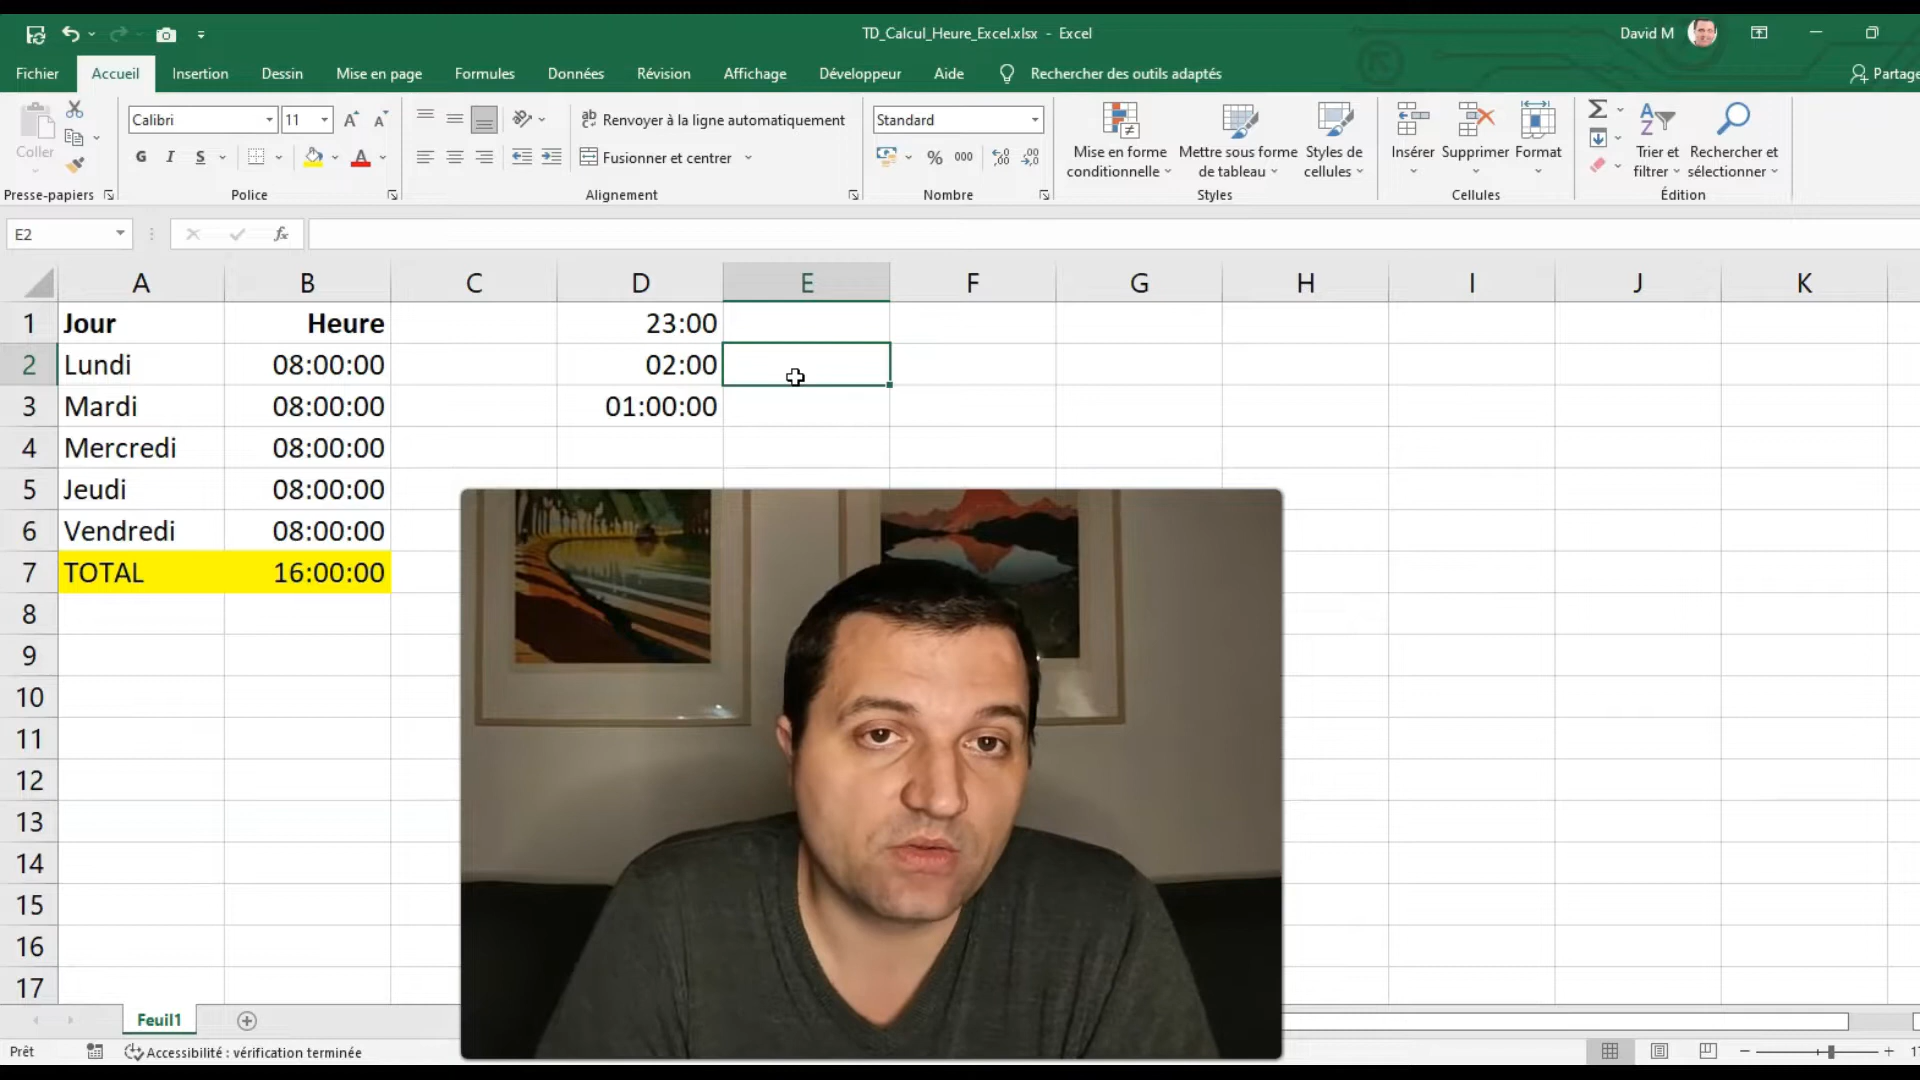 TD_Calcul_Heure_Excel.xlsx - Excel
David M
Fichier
Accueil
Insertion
Dessin
Mise en page
Formules
Données
Révision
Affichage
Développeur
Aide
Rechercher des outils adaptés
Partage
Coller
Calibri
11
Renvoyer à la ligne automatiquement
Standard
G I S
Fusionner et centrer
% 000
Mise en forme
conditionnelle
Mettre sous forme
de tableau
Styles de
cellules
Insérer
Supprimer
Format
Trier et
filtrer
Rechercher et
sélectionner
Presse-papiers
Police
Alignement
Nombre
Styles
Cellules
Édition
E2
fx
A B C D E F G H I J K
1 Jour Heure 23:00
2 Lundi 08:00:00 02:00
3 Mardi 08:00:00 01:00:00
4 Mercredi 08:00:00
5 Jeudi 08:00:00
6 Vendredi 08:00:00
7 TOTAL 16:00:00
8
9
10
11
12
13
14
15
16
17
Feuil1
Prêt
Accessibilité : vérification terminée